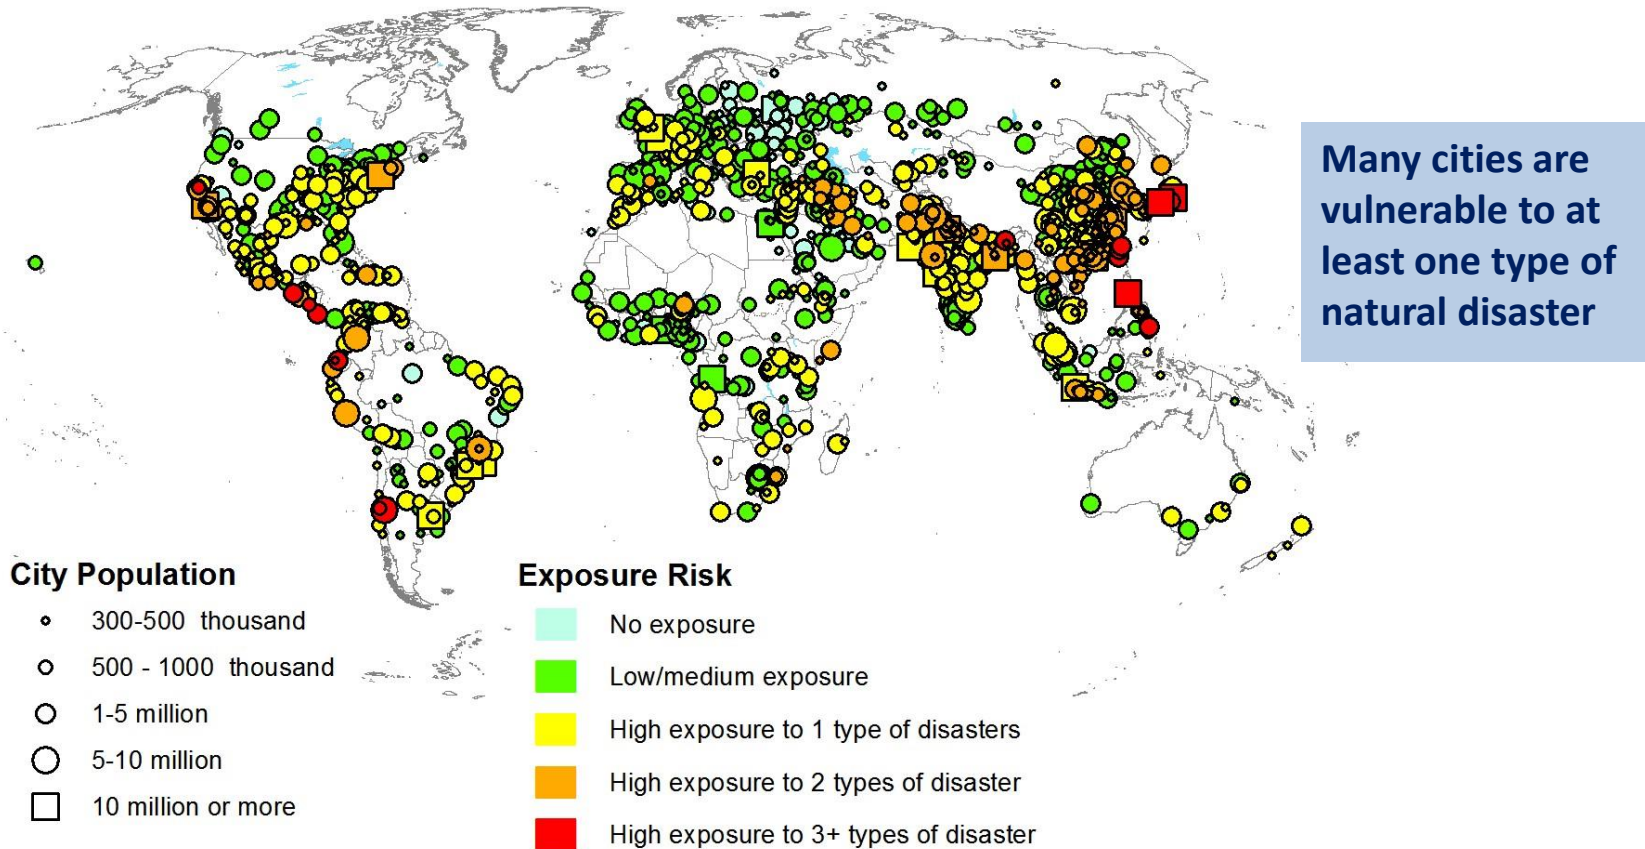 Many cities are
vulnerable to at
least one type of
natural disaster
City Population
300-500 thousand
500 - 1000 thousand
1-5 million
5-10 million
10 million or more
Exposure Risk
No exposure
Low/medium exposure
High exposure to 1 type of disasters
High exposure to 2 types of disaster
High exposure to 3+ types of disaster